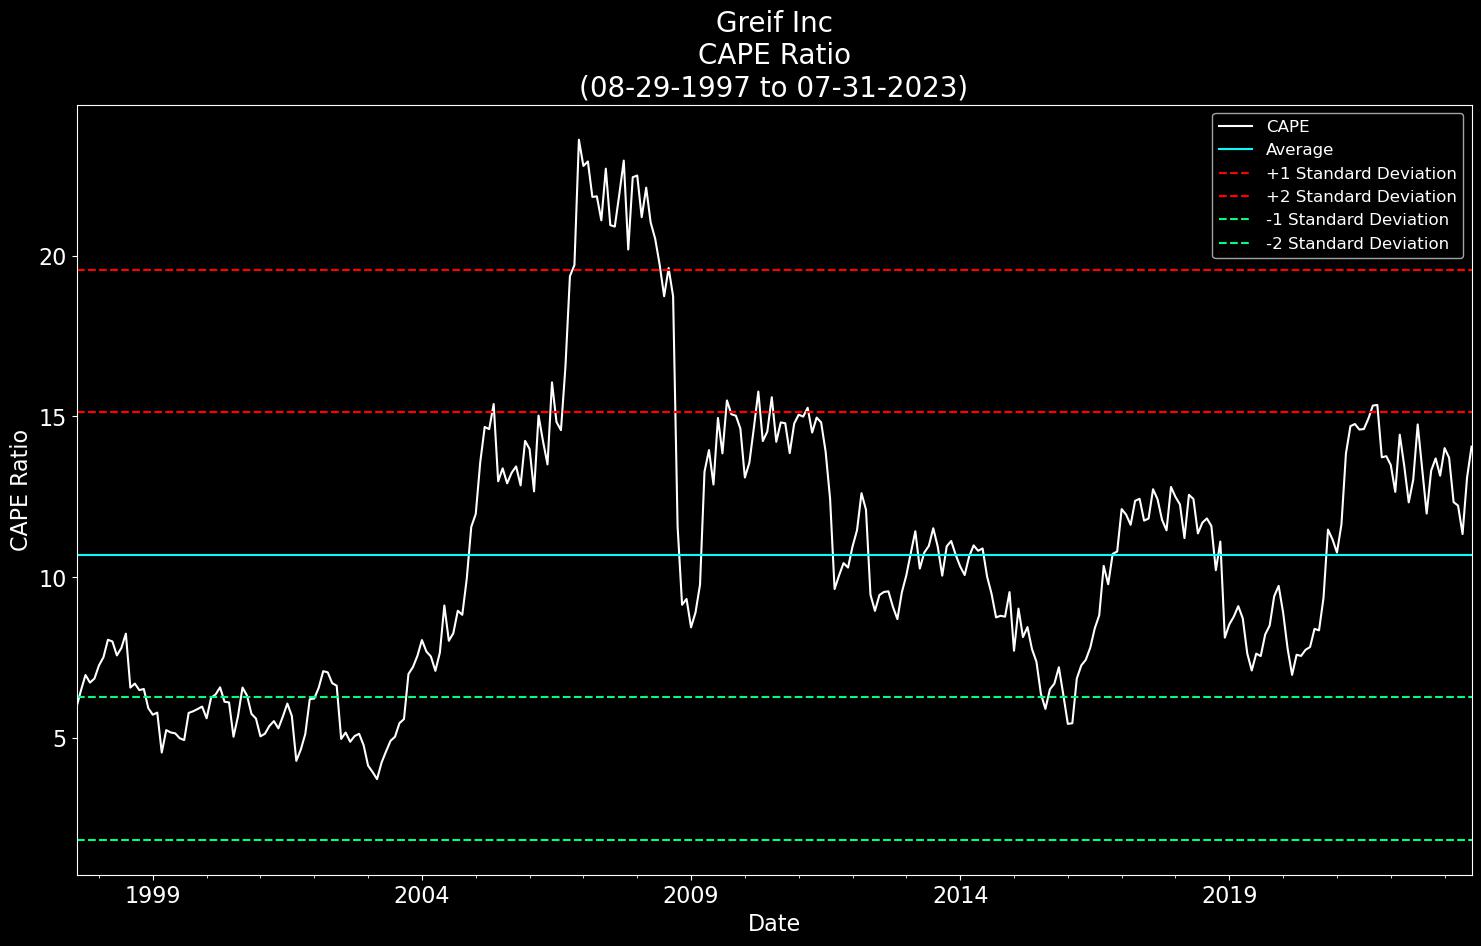 Greif Inc
CAPE Ratio
(08-29-1997 to 07-31-2023)
CAPE
Average
+1 Standard Deviation
+2 Standard Deviation
-1 Standard Deviation
-2 Standard Deviation
CAPE Ratio
20
15
10
5
1999
2004
2009
2014
2019
Date